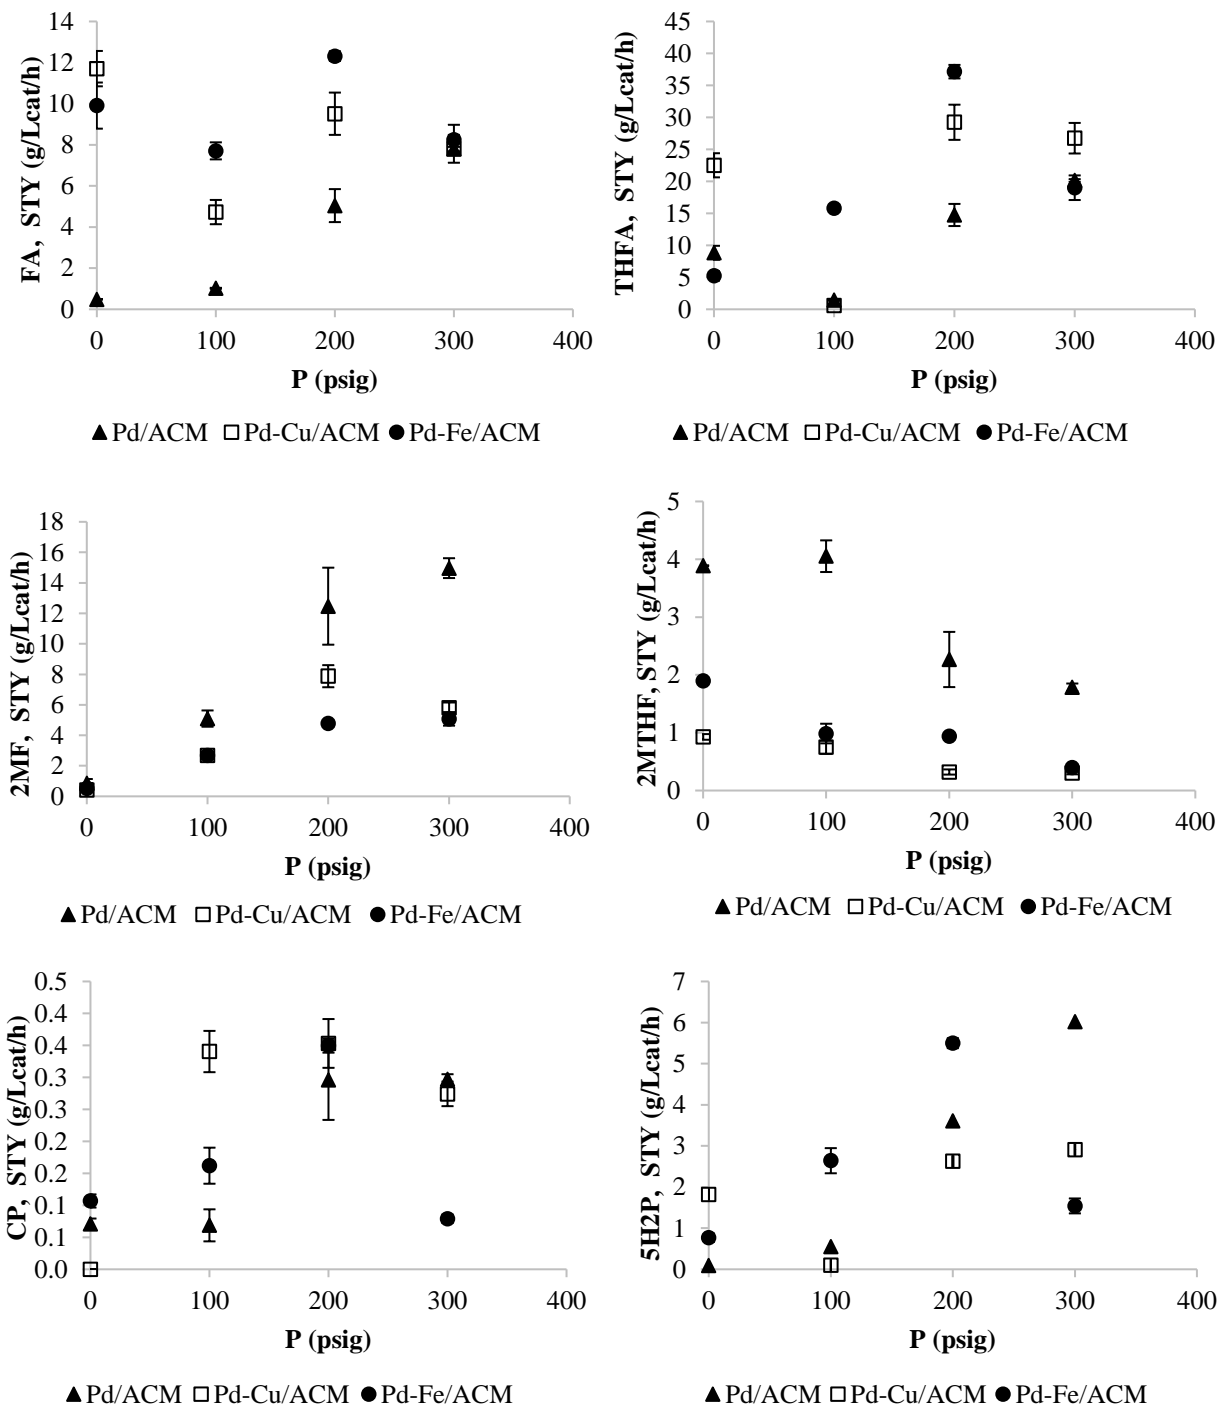 FA, STY (g/Lcat/h)
14
12
10
8
6
4
2
0
0 100 200 300 400
P (psig)
Pd/ACM Pd-Cu/ACM Pd-Fe/ACM
THFA, STY (g/Lcat/h)
45
40
35
30
25
20
15
10
5
0
0 100 200 300 400
P (psig)
Pd/ACM Pd-Cu/ACM Pd-Fe/ACM
2MF, STY (g/Lcat/h)
18
16
14
12
10
8
6
4
2
0
0 100 200 300 400
P (psig)
Pd/ACM Pd-Cu/ACM Pd-Fe/ACM
2MTHF, STY (g/Lcat/h)
5
4
3
2
1
0
0 100 200 300 400
P (psig)
Pd/ACM Pd-Cu/ACM Pd-Fe/ACM
CP, STY (g/Lcat/h)
0.5
0.4
0.4
0.3
0.3
0.2
0.2
0.1
0.1
0.0
0 100 200 300 400
P (psig)
Pd/ACM Pd-Cu/ACM Pd-Fe/ACM
5H2P, STY (g/Lcat/h)
7
6
5
4
3
2
1
0
0 100 200 300 400
P (psig)
Pd/ACM Pd-Cu/ACM Pd-Fe/ACM